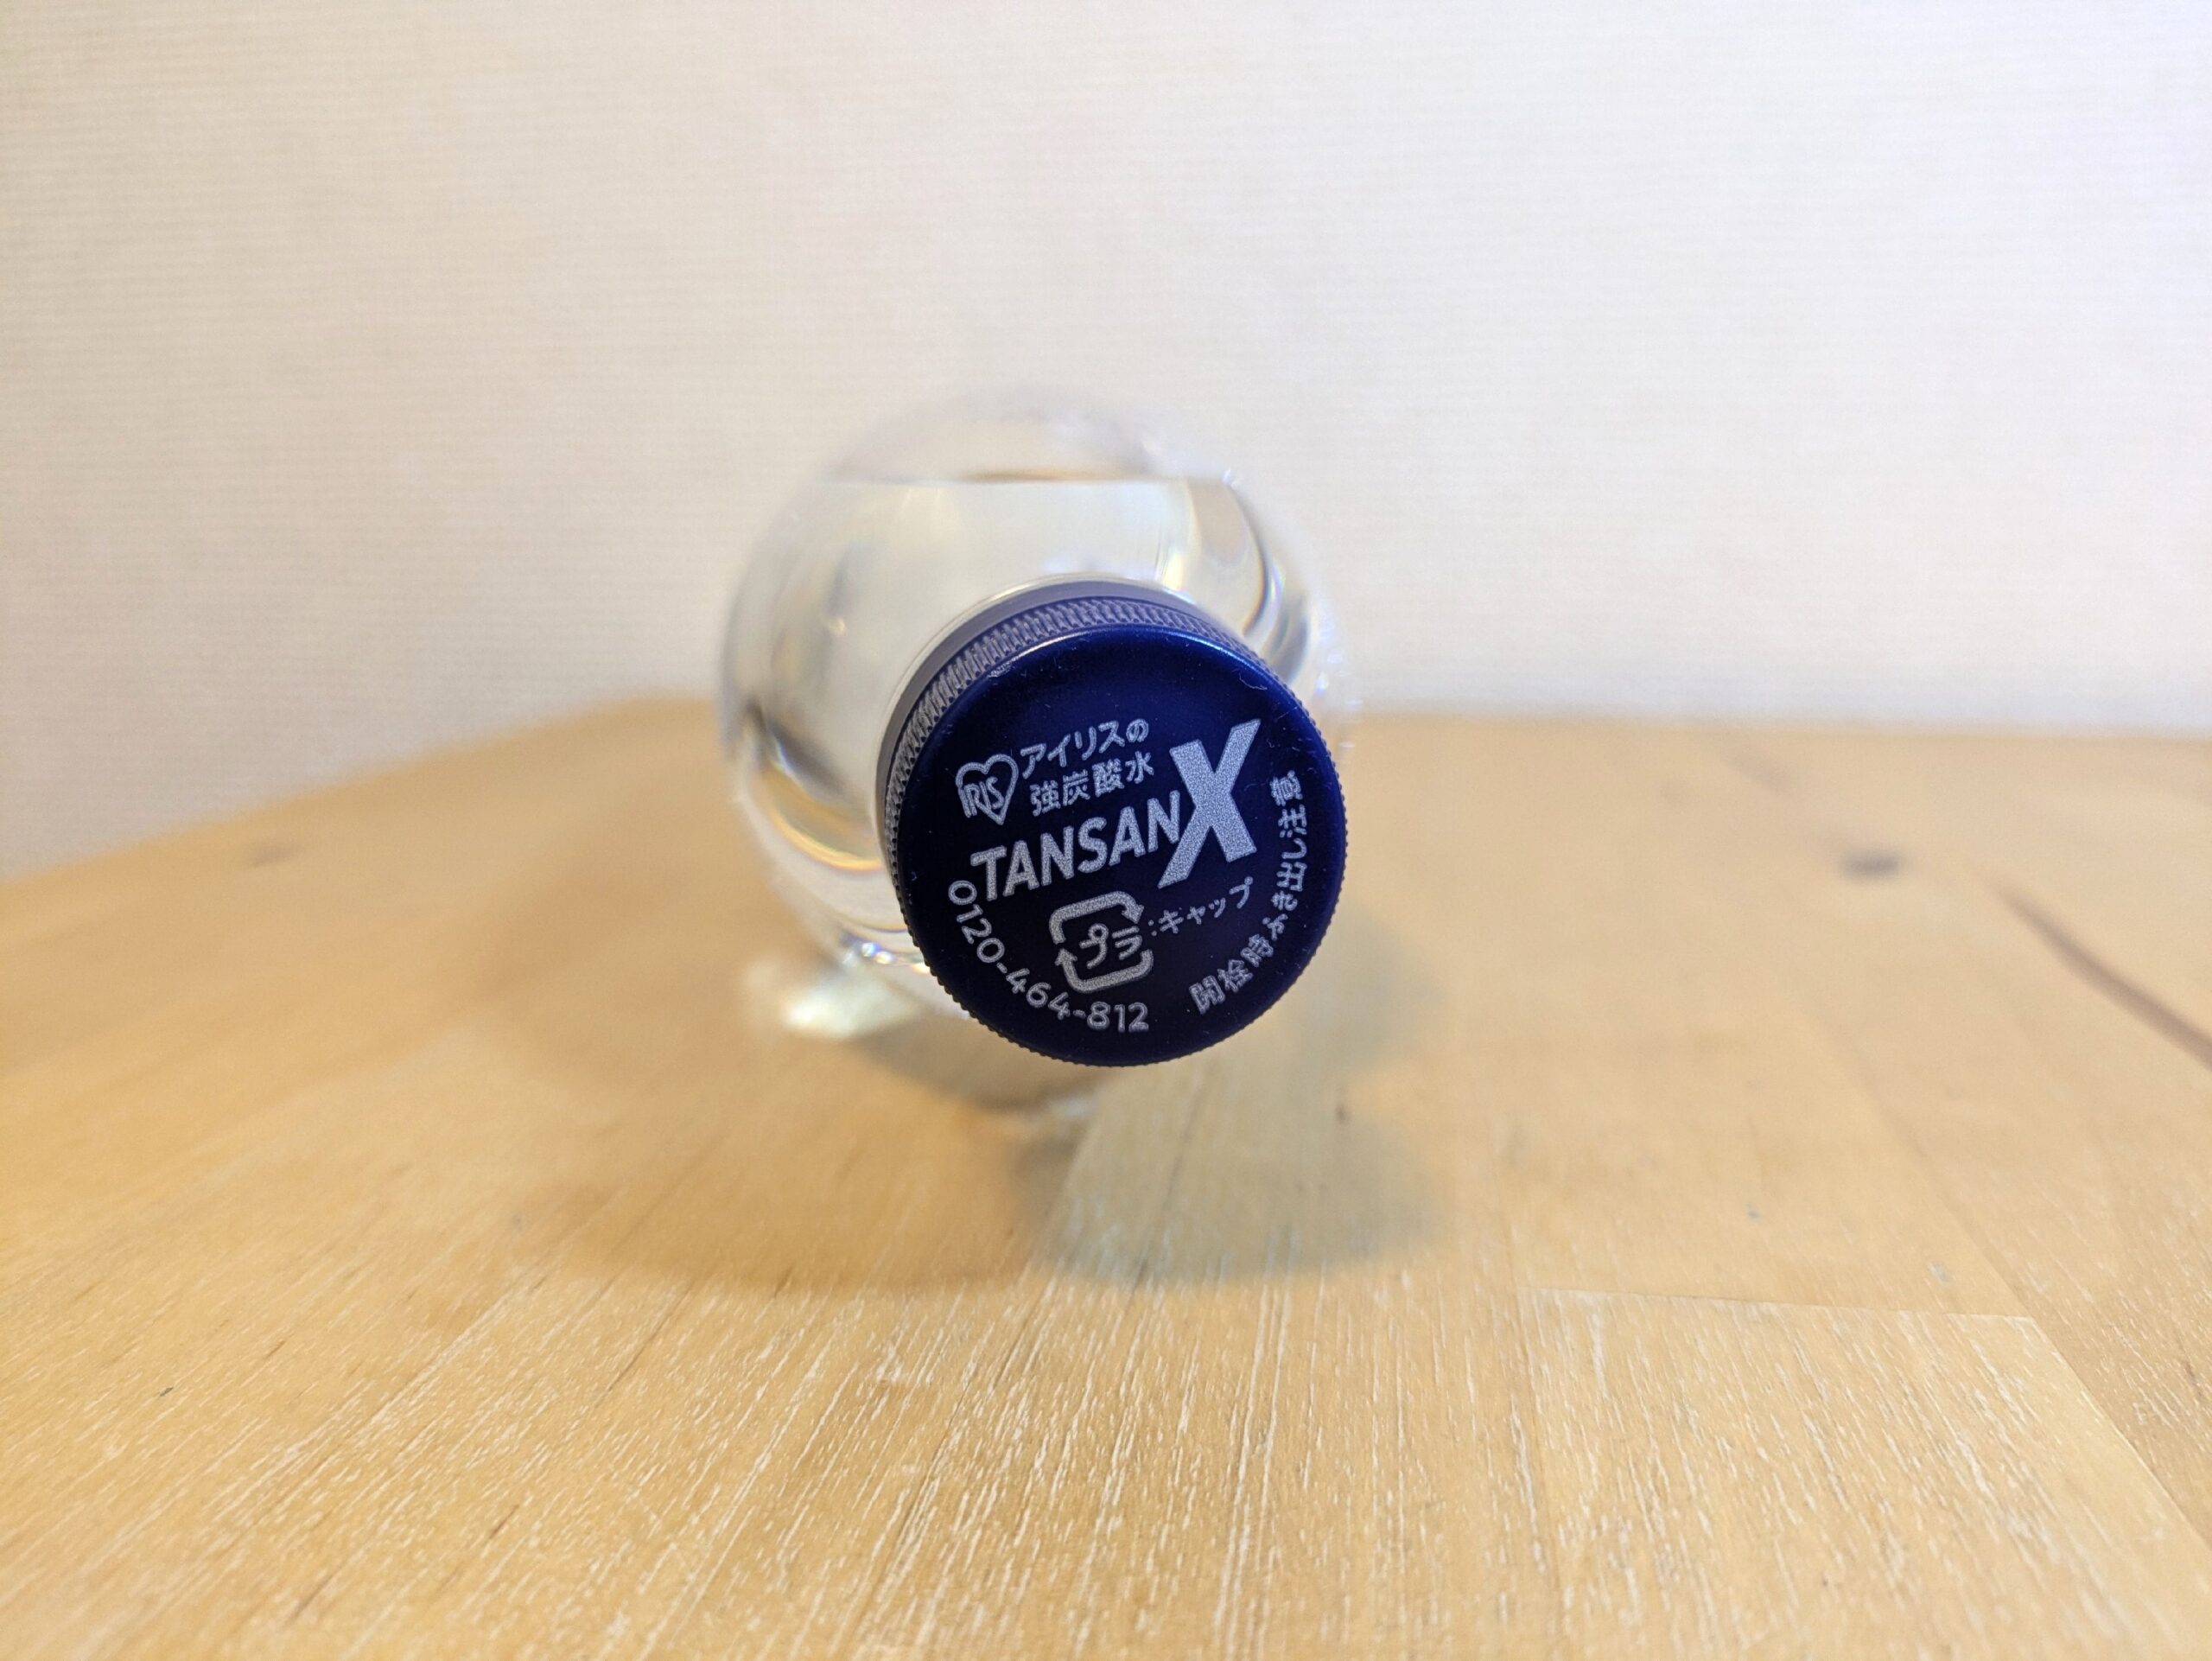 IRIS
アイリスの
強炭酸水
TANSAN X
プラ:キャップ
0120-464-812
開栓時ふき出し注意